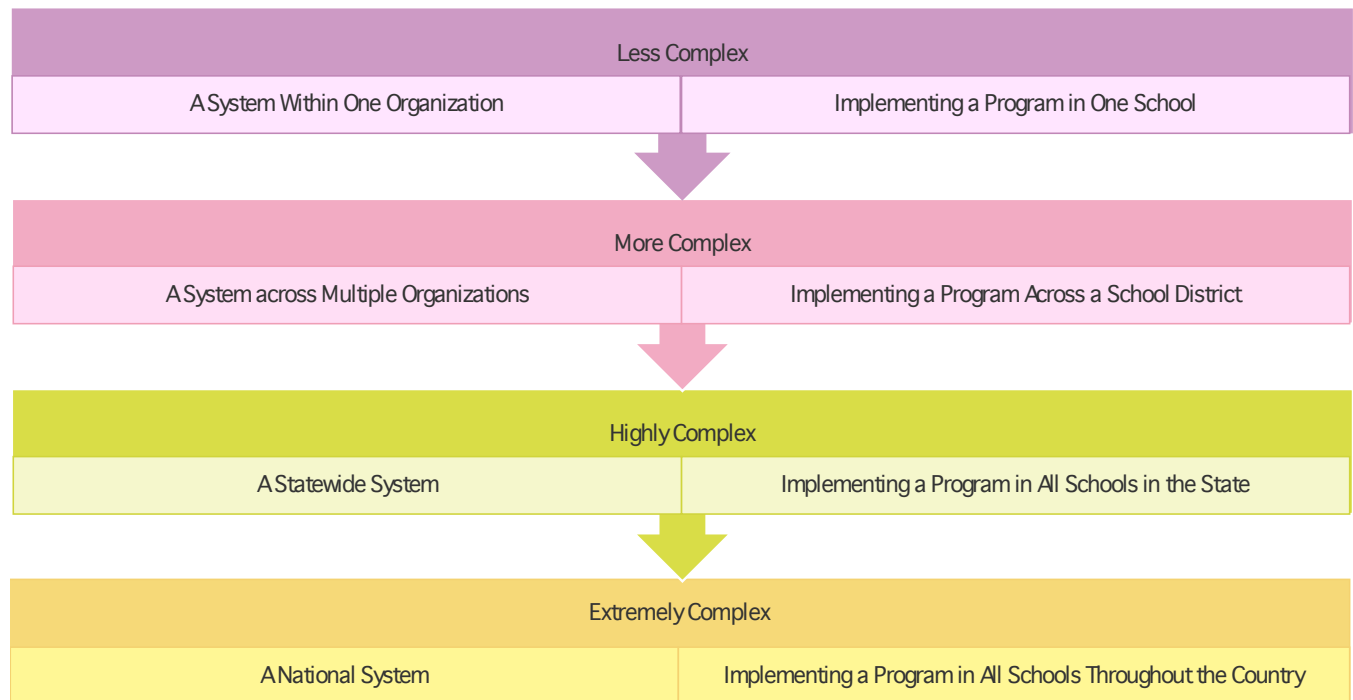 Less Complex
A System Within One Organization
Implementing a Program in One School
More Complex
A System across Multiple Organizations
Implementing a Program Across a School District
Highly Complex
A Statewide System
Implementing a Program in All Schools in the State
Extremely Complex
A National System
Implementing a Program in All Schools Throughout the Country